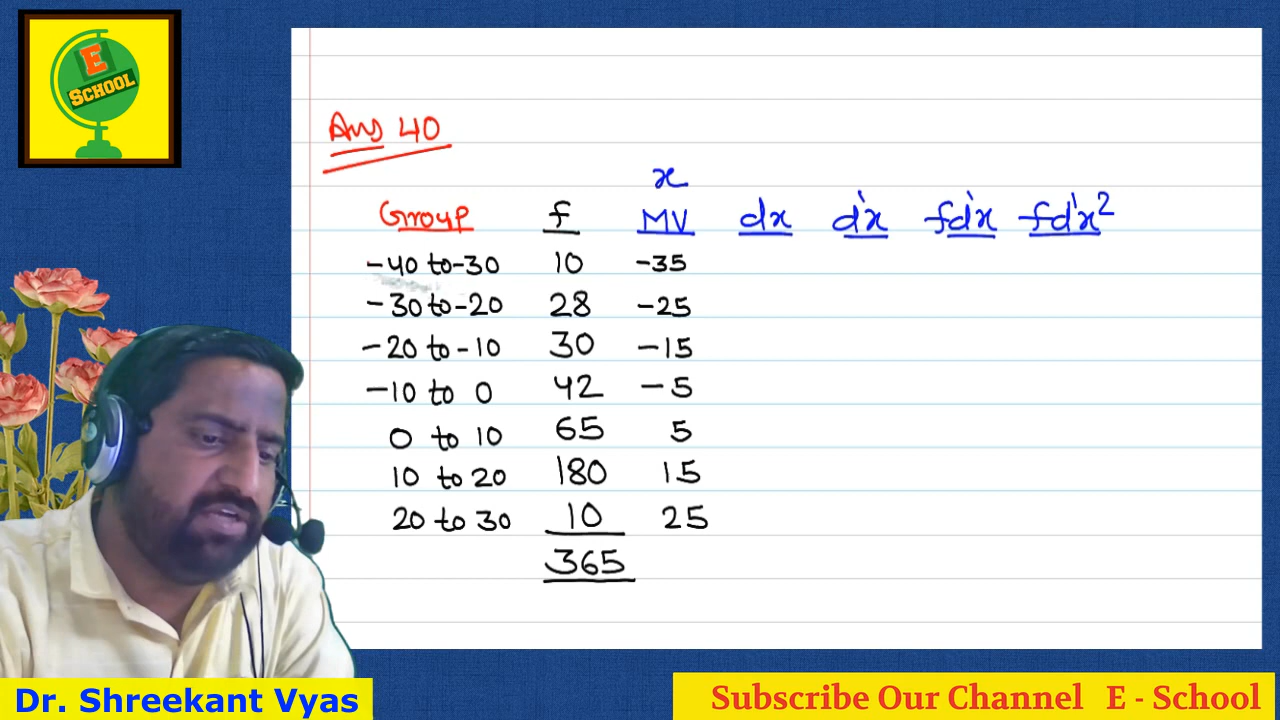 E
SCHOOL
Ans 40
x
Group f MV dx d'x fd'x fd'x²
-40 to -30 10 -35
-30 to -20 28 -25
-20 to -10 30 -15
-10 to 0 42 -5
0 to 10 65 5
10 to 20 180 15
20 to 30 10 25
365
Dr. Shreekant Vyas
Subscribe Our Channel E - School